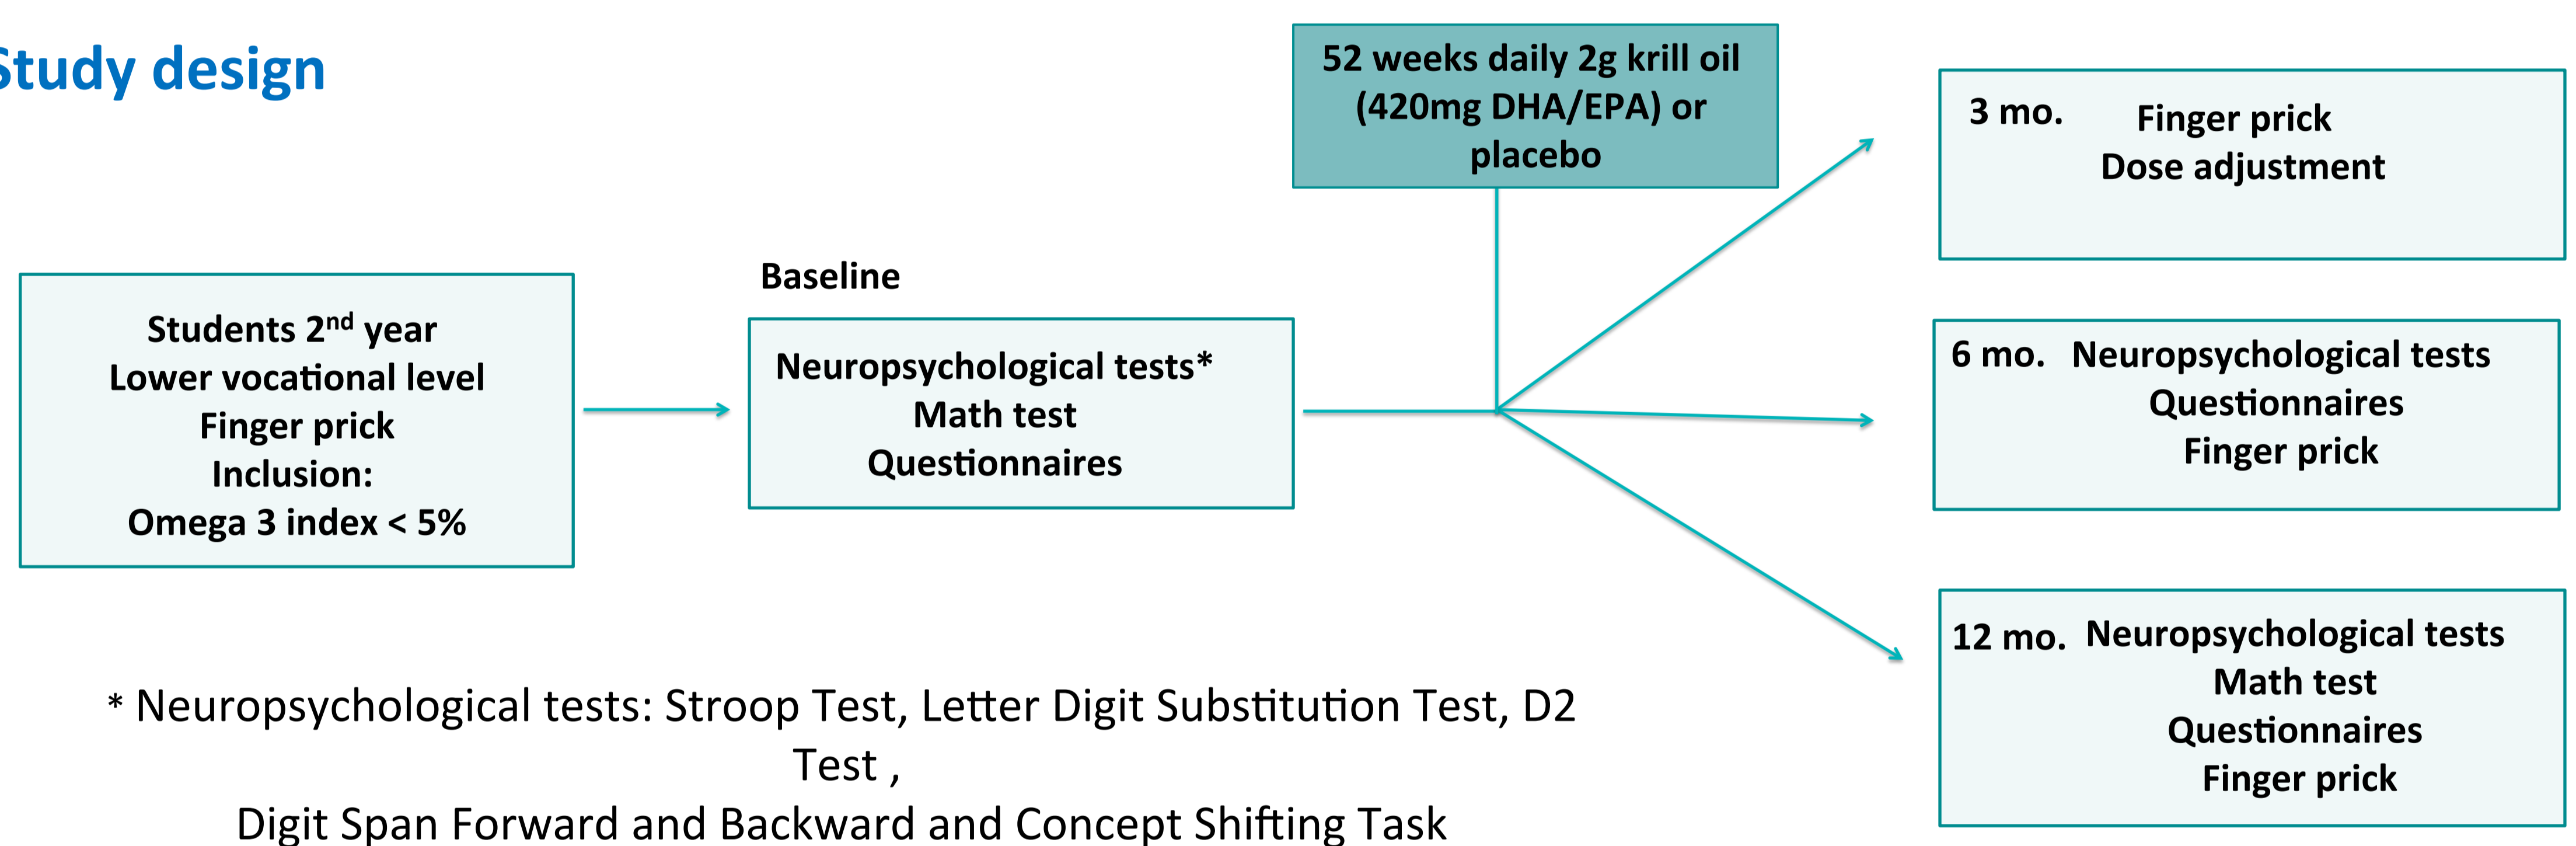 Study design
52 weeks daily 2g krill oil
(420mg DHA/EPA) or
placebo
3 mo.
Finger prick
Dose adjustment
Students 2nd year
Lower vocational level
Finger prick
Inclusion:
Omega 3 index < 5%
Baseline
Neuropsychological tests*
Math test
Questionnaires
6 mo.
Neuropsychological tests
Questionnaires
Finger prick
12 mo.
Neuropsychological tests
Math test
Questionnaires
Finger prick
* Neuropsychological tests: Stroop Test, Letter Digit Substitution Test, D2
Test ,
Digit Span Forward and Backward and Concept Shifting Task